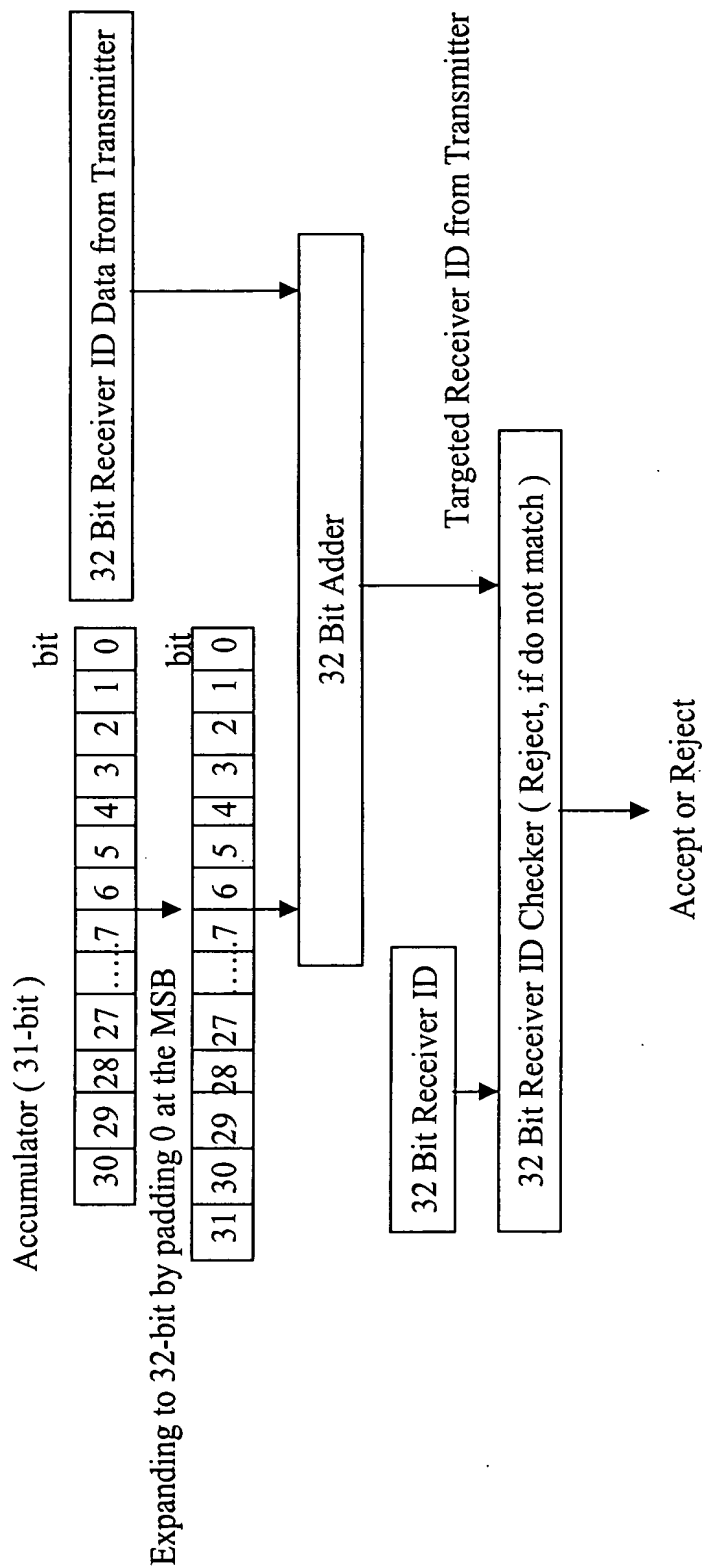 Accumulator ( 31-bit )
bit
30 29 28 27 .....7 6 5 4 3 2 1 0
32 Bit Receiver ID Data from Transmitter
Expanding to 32-bit by padding 0 at the MSB
bit
31 30 29 28 27 .....7 6 5 4 3 2 1 0
32 Bit Adder
32 Bit Receiver ID
Targeted Receiver ID from Transmitter
32 Bit Receiver ID Checker ( Reject, if do not match )
Accept or Reject